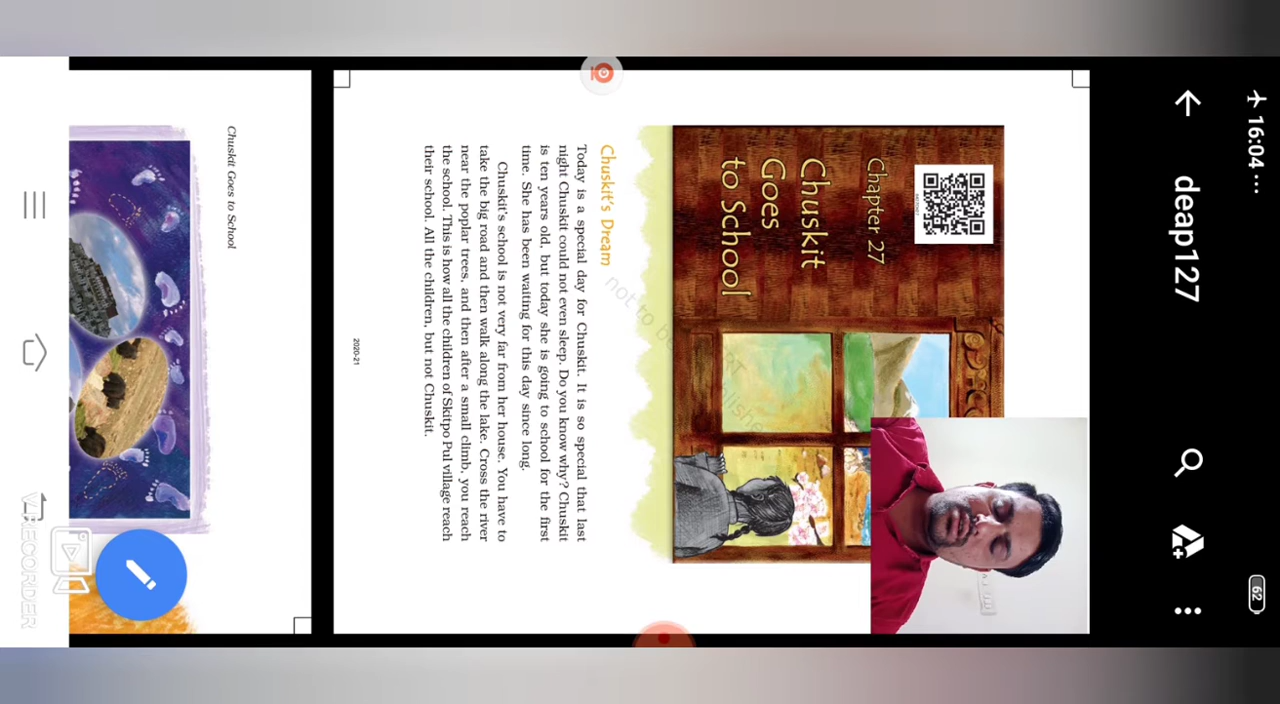 16:04 ...
62
deap127
Chapter 27
Chuskit
Goes
to School
Chuskit's Dream
Today is a special day for Chuskit. It is so special that last
night Chuskit could not even sleep. Do you know why? Chuskit
is ten years old, but today she is going to school for the first
time. She has been waiting for this day since long.
Chuskit's school is not very far from her house. You have to
take the big road and then walk along the lake. Cross the river
near the poplar trees, and then after a small climb, you reach
the school. This is how all the children of Skitpo Pul village reach
their school. All the children, but not Chuskit.
2020-21
Chuskit Goes to School
RECORDER